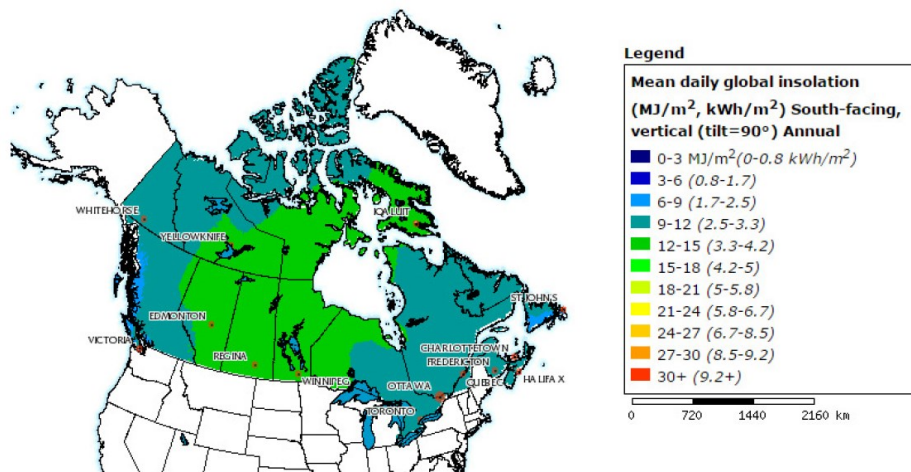 WHITEHORSE
YELLOWKNIFE
IQALUIT
EDMONTON
VICTORIA
REGINA
WINNIPEG
ST JOHN'S
CHARLOTTETOWN
FREDERICTON
QUEBEC
HALIFAX
OTTAWA
TORONTO
Legend
Mean daily global insolation
(MJ/m², kWh/m²) South-facing,
vertical (tilt=90°) Annual
0-3 MJ/m²(0-0.8 kWh/m²)
3-6 (0.8-1.7)
6-9 (1.7-2.5)
9-12 (2.5-3.3)
12-15 (3.3-4.2)
15-18 (4.2-5)
18-21 (5-5.8)
21-24 (5.8-6.7)
24-27 (6.7-8.5)
27-30 (8.5-9.2)
30+ (9.2+)
0 720 1440 2160 km